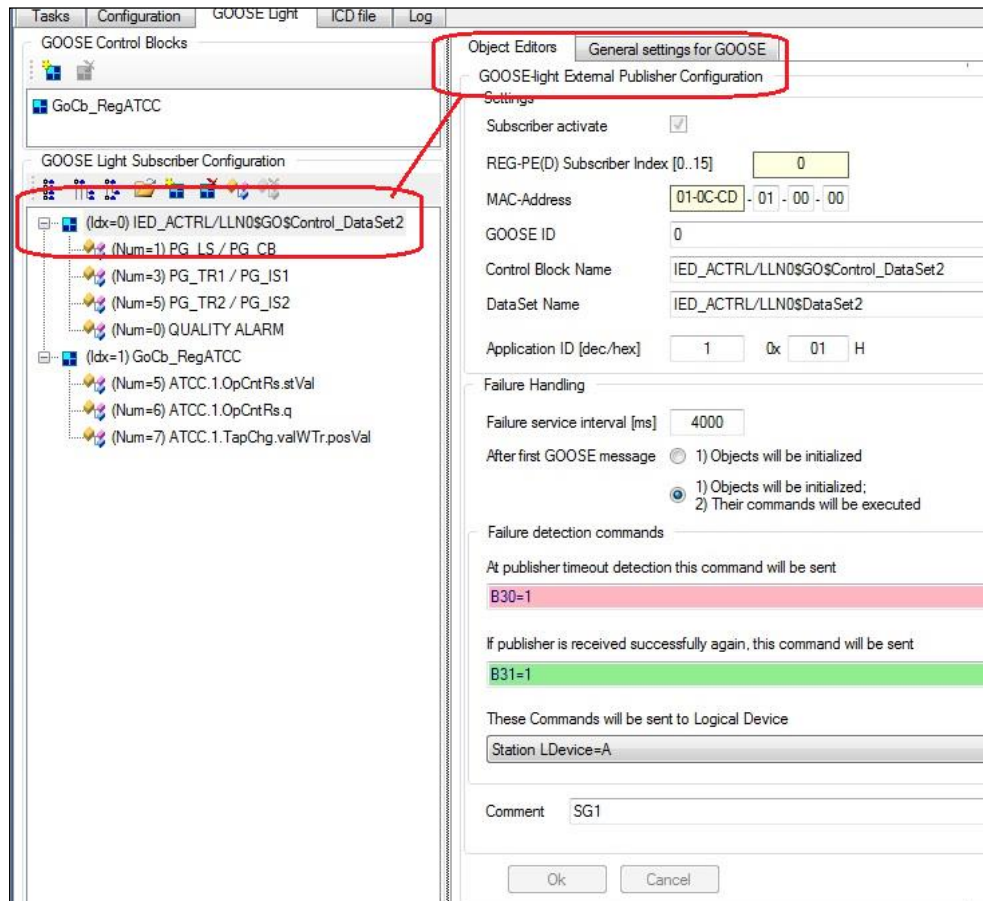 Tasks Configuration GOOSE Light ICD file Log
GOOSE Control Blocks
GoCb_RegATCC
GOOSE Light Subscriber Configuration
(Idx=0) IED_ACTRL/LLN0$GO$Control_DataSet2
(Num=1) PG_LS / PG_CB
(Num=3) PG_TR1 / PG_IS1
(Num=5) PG_TR2 / PG_IS2
(Num=0) QUALITY ALARM
(Idx=1) GoCb_RegATCC
(Num=5) ATCC.1.OpCntRs.stVal
(Num=6) ATCC.1.OpCntRs.q
(Num=7) ATCC.1.TapChg.valWTr.posVal
Object Editors General settings for GOOSE
GOOSE-light External Publisher Configuration
Settings
Subscriber activate
REG-PE(D) Subscriber Index [0..15] 0
MAC-Address 01-0C-CD - 01 - 00 - 00
GOOSE ID 0
Control Block Name IED_ACTRL/LLN0$GO$Control_DataSet2
DataSet Name IED_ACTRL/LLN0$DataSet2
Application ID [dec/hex] 1 0x 01 H
Failure Handling
Failure service interval [ms] 4000
After first GOOSE message 1) Objects will be initialized
1) Objects will be initialized;
2) Their commands will be executed
Failure detection commands
At publisher timeout detection this command will be sent
B30=1
If publisher is received successfully again, this command will be sent
B31=1
These Commands will be sent to Logical Device
Station LDevice=A
Comment SG1
Ok Cancel